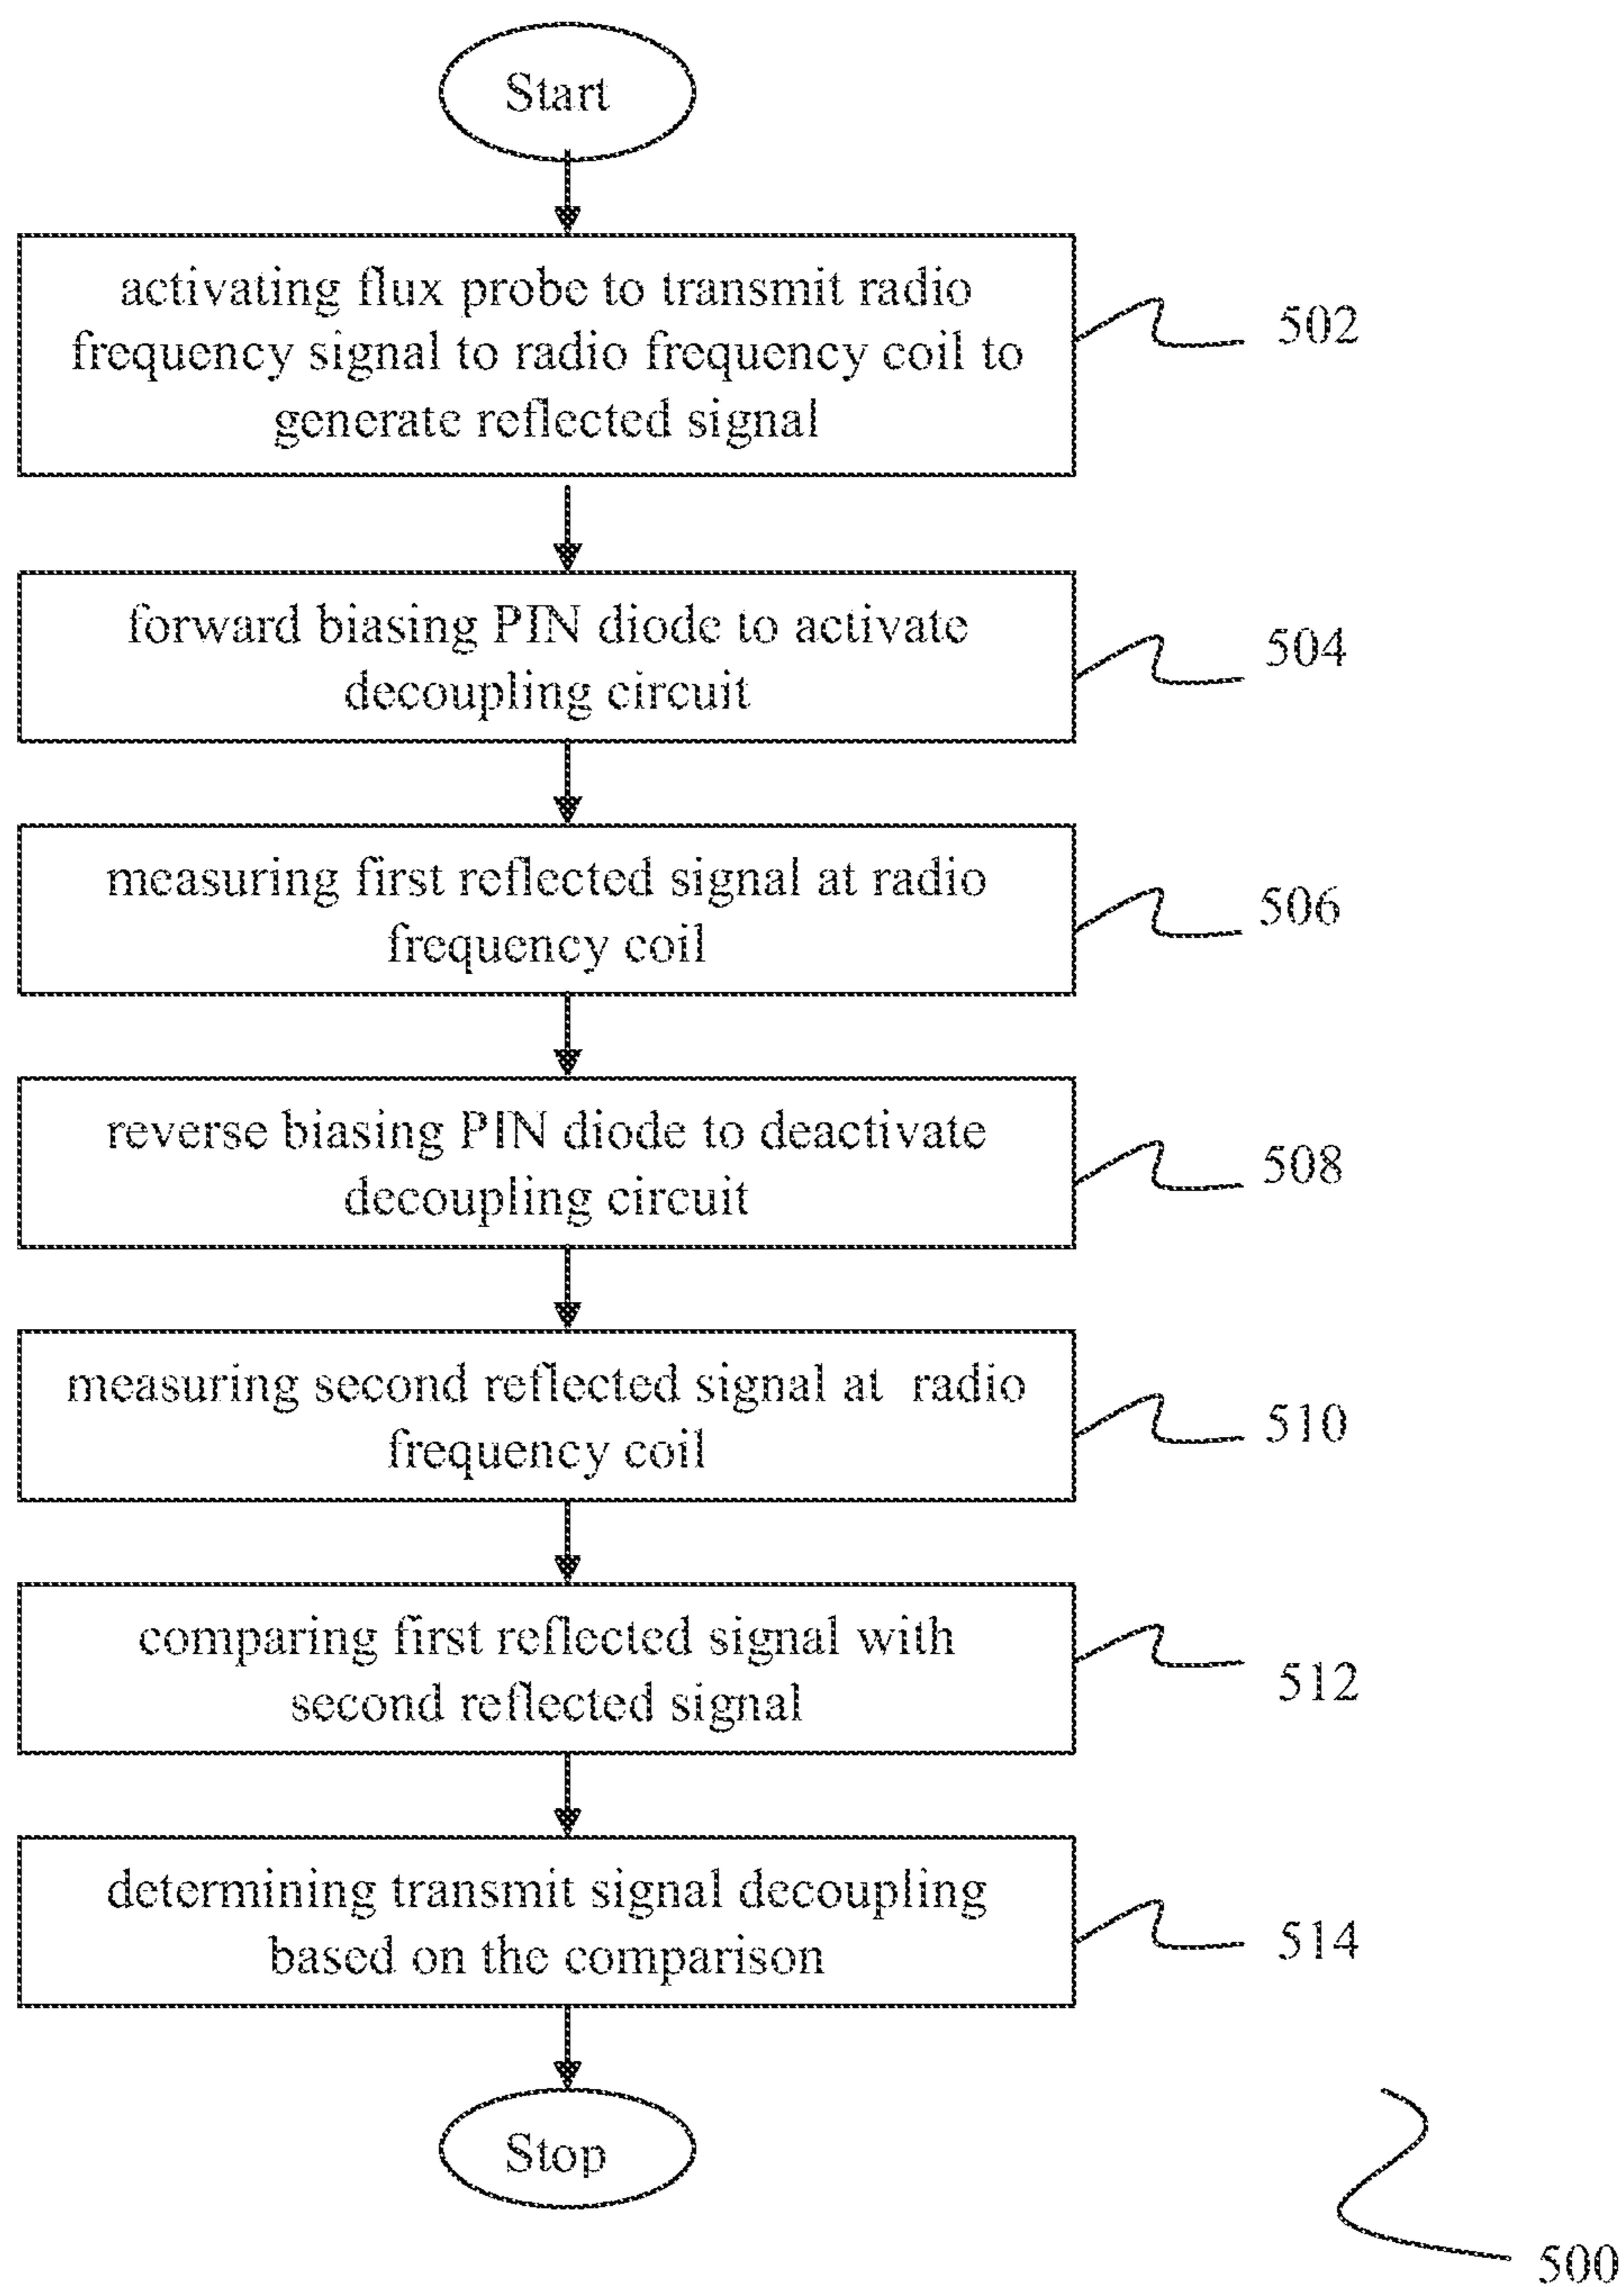 Start
activating flux probe to transmit radio
frequency signal to radio frequency coil to
generate reflected signal
502
forward biasing PIN diode to activate
decoupling circuit
504
measuring first reflected signal at radio
frequency coil
506
reverse biasing PIN diode to deactivate
decoupling circuit
508
measuring second reflected signal at radio
frequency coil
510
comparing first reflected signal with
second reflected signal
512
determining transmit signal decoupling
based on the comparison
514
Stop
500